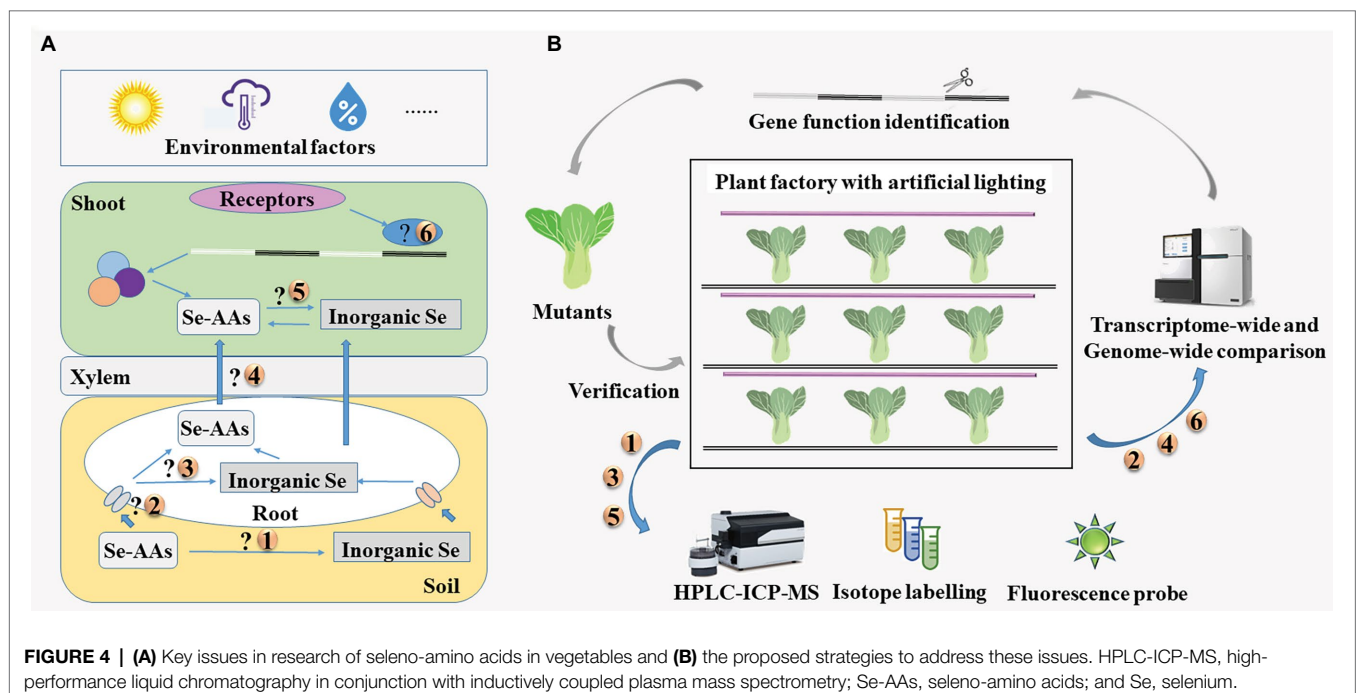 A
Environmental factors
%
......
Shoot
Receptors
? 6
? 5
Se-AAs
Inorganic Se
Xylem
? 4
Se-AAs
? 3
Inorganic Se
? 2
Root
Se-AAs
? 1
Inorganic Se
Soil
B
Gene function identification
Plant factory with artificial lighting
Mutants
Verification
Transcriptome-wide and
Genome-wide comparison
1
3
5
2
4
6
HPLC-ICP-MS
Isotope labelling
Fluorescence probe
FIGURE 4 | (A) Key issues in research of seleno-amino acids in vegetables and (B) the proposed strategies to address these issues. HPLC-ICP-MS, high-
performance liquid chromatography in conjunction with inductively coupled plasma mass spectrometry; Se-AAs, seleno-amino acids; and Se, selenium.